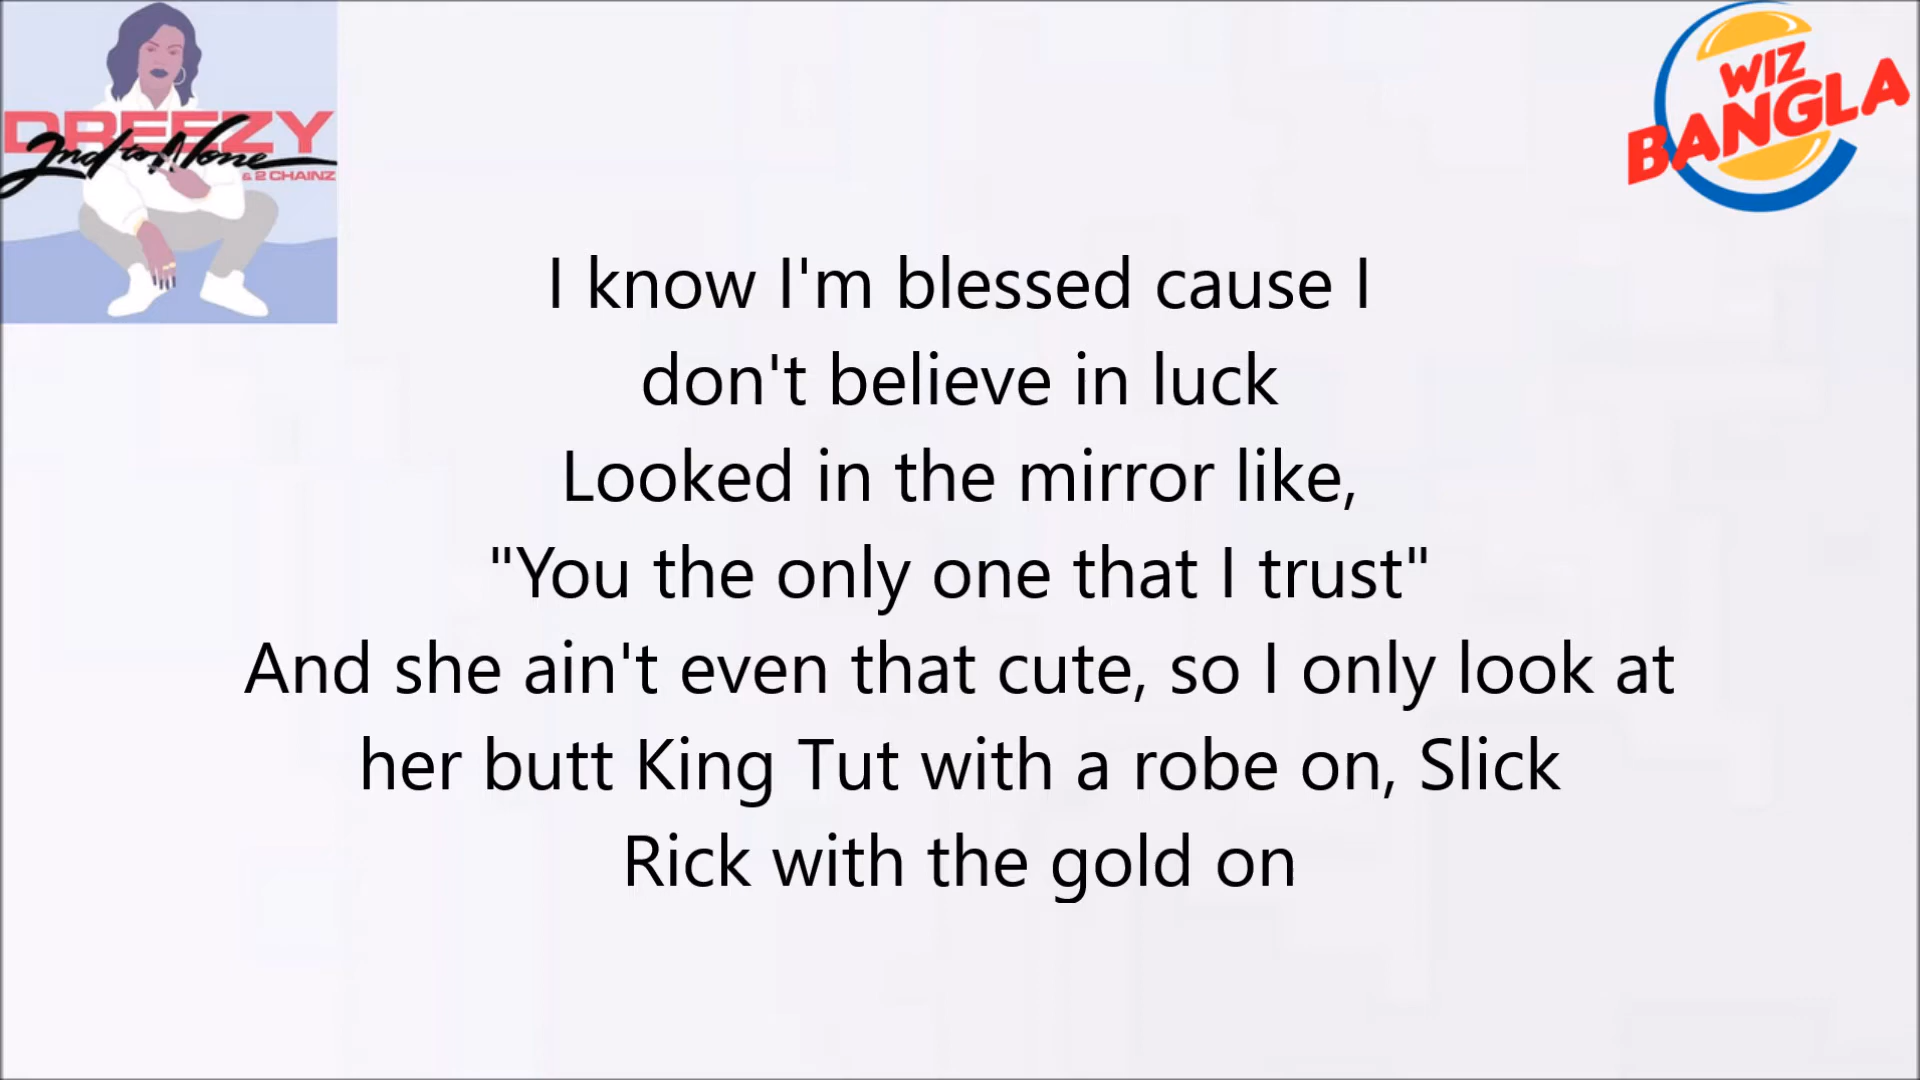 DREEZY
2nd to None
& 2 CHAINZ
WIZ
BANGLA
I know I'm blessed cause I
don't believe in luck
Looked in the mirror like,
"You the only one that I trust"
And she ain't even that cute, so I only look at
her butt King Tut with a robe on, Slick
Rick with the gold on